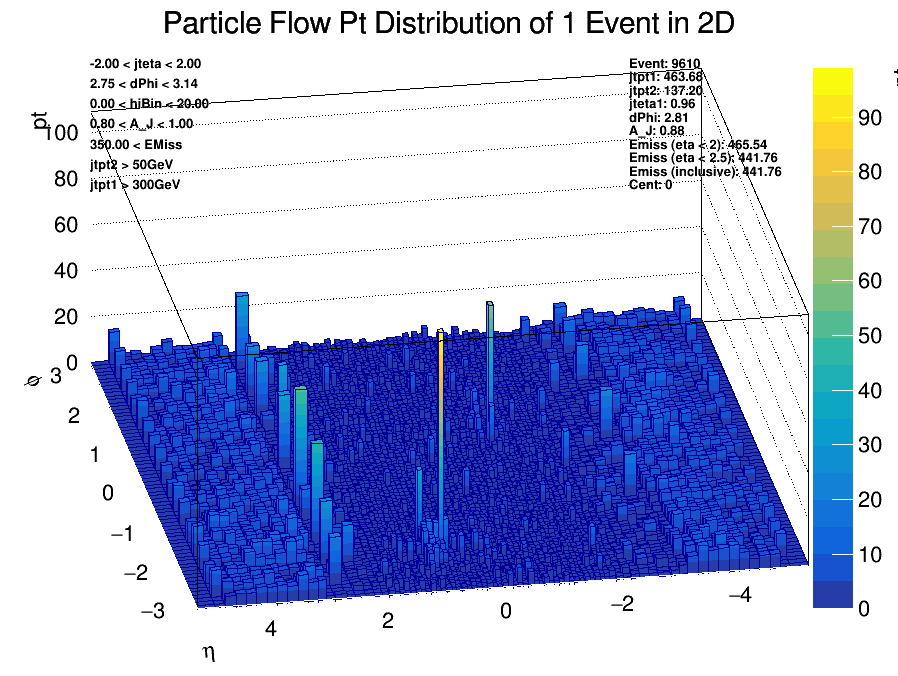 Particle Flow Pt Distribution of 1 Event in 2D
-2.00 < jteta < 2.00
2.75 < dPhi < 3.14
0.00 < hiBin < 20.00
0.80 < A_J < 1.00
350.00 < EMiss
jtpt2 > 50GeV
jtpt1 > 300GeV
Event: 9610
jtpt1: 463.68
jtpt2: 137.20
jteta1: 0.96
dPhi: 2.81
A_J: 0.88
Emiss (eta < 2): 465.54
Emiss (eta < 2.5): 441.76
Emiss (inclusive): 441.76
Cent: 0
pt
100
80
60
40
20
0
ϕ
3
2
1
0
−1
−2
−3
4
2
0
−2
−4
η
90
80
70
60
50
40
30
20
10
0